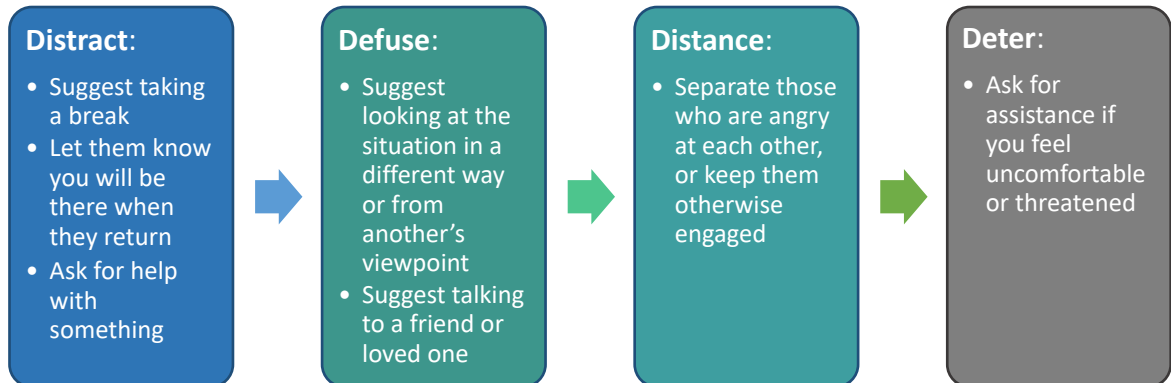 Distract:
• Suggest taking
a break
• Let them know
you will be
there when
they return
• Ask for help
with
something
Defuse:
• Suggest
looking at the
situation in a
different way
or from
another’s
viewpoint
• Suggest talking
to a friend or
loved one
Distance:
• Separate those
who are angry
at each other,
or keep them
otherwise
engaged
Deter:
• Ask for
assistance if
you feel
uncomfortable
or threatened